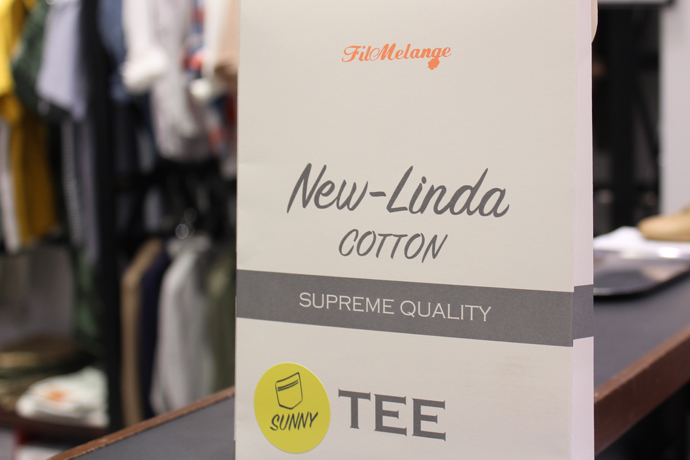 FilMelange
New-Linda
COTTON
SUPREME QUALITY
SUNNY
TEE